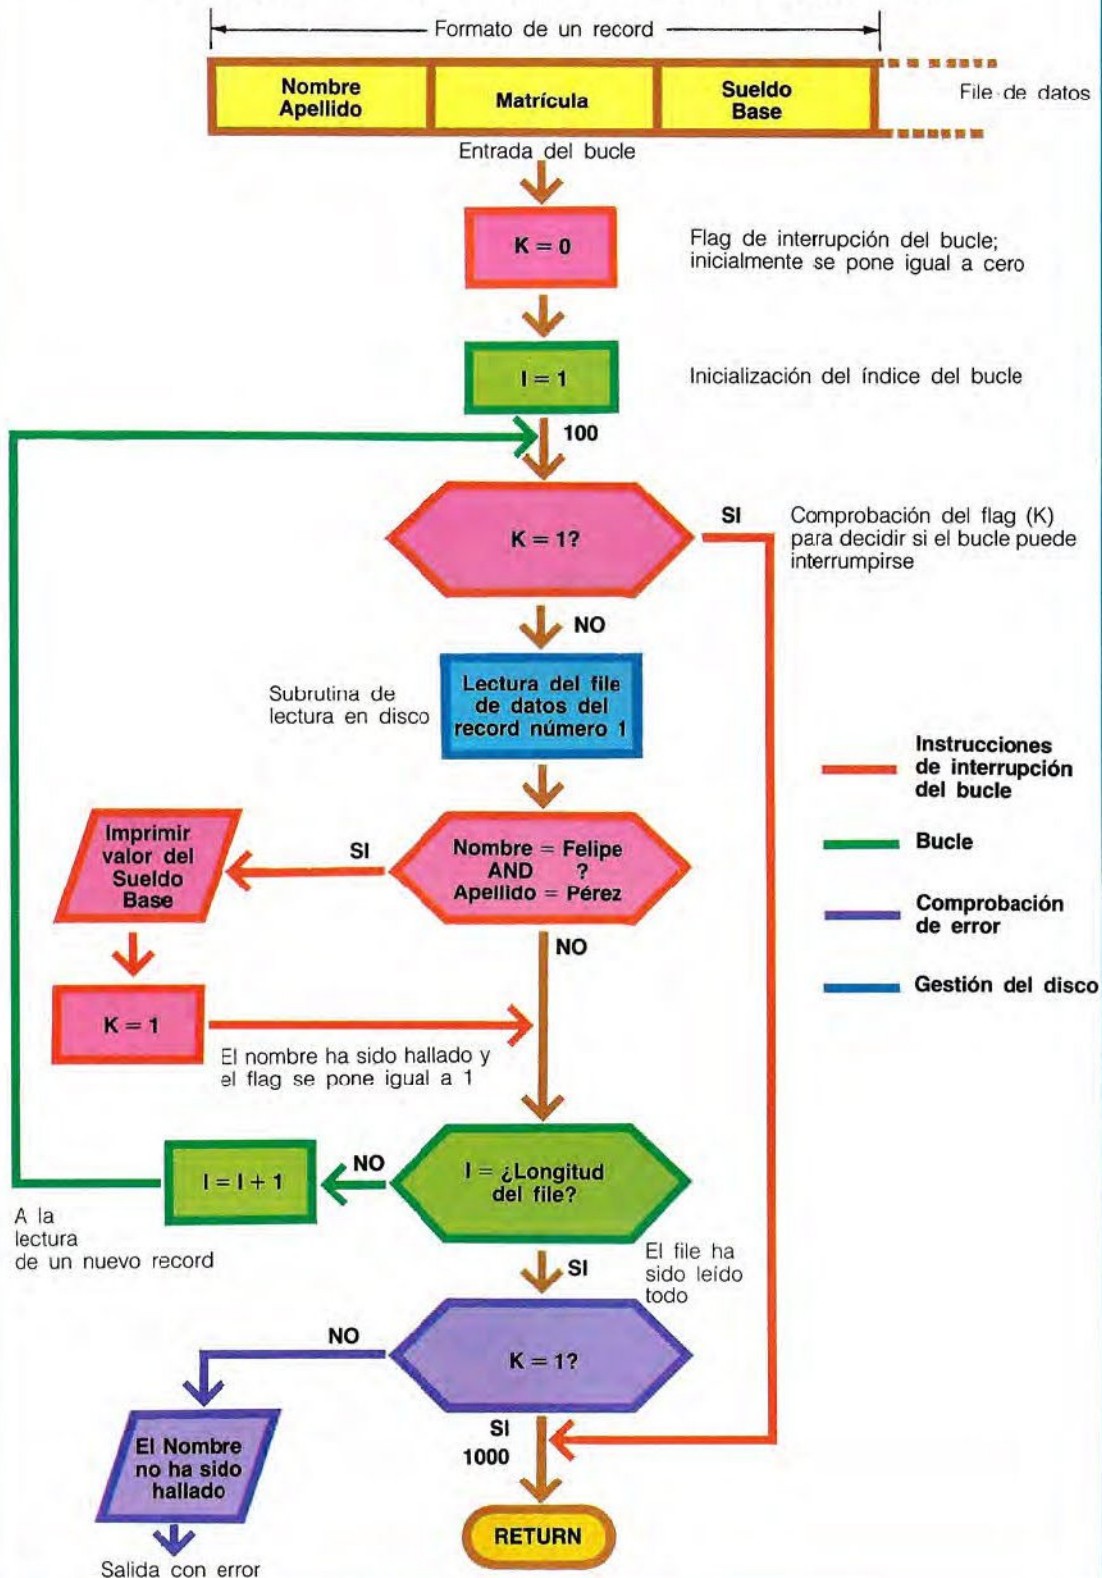 Formato de un record
Nombre
Apellido
Matrícula
Sueldo
Base
File de datos
Entrada del bucle
K = 0
Flag de interrupción del bucle;
inicialmente se pone igual a cero
I = 1
Inicialización del índice del bucle
100
K = 1?
SI
Comprobación del flag (K)
para decidir si el bucle puede
interrumpirse
NO
Subrutina de
lectura en disco
Lectura del file
de datos del
record número 1
Instrucciones
de interrupción
del bucle
Bucle
Comprobación
de error
Gestión del disco
Imprimir
valor del
Sueldo
Base
SI
Nombre = Felipe
AND ?
Apellido = Pérez
NO
K = 1
El nombre ha sido hallado y
el flag se pone igual a 1
I = I + 1
NO
I = ¿Longitud
del file?
A la
lectura
de un nuevo record
SI
El file ha
sido leído
todo
NO
K = 1?
El Nombre
no ha sido
hallado
SI
1000
RETURN
Salida con error